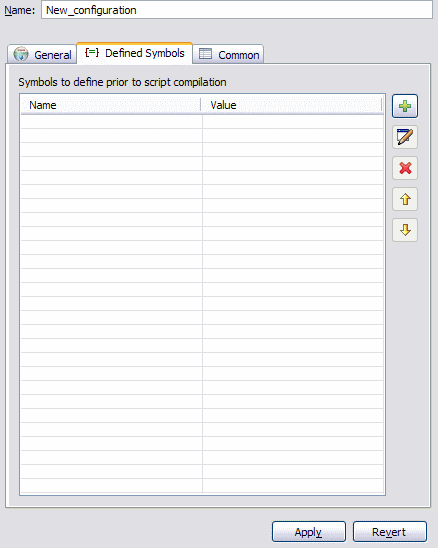 Name: New_configuration
General {=} Defined Symbols Common
Symbols to define prior to script compilation
Name Value
Apply Revert